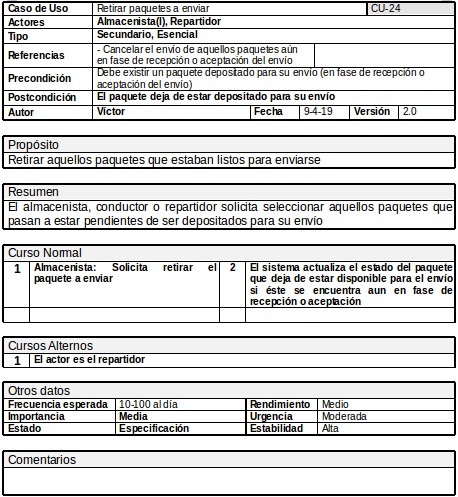 Caso de Uso Retirar paquetes a enviar CU-24
Actores Almacenista(I), Repartidor
Tipo Secundario, Esencial
Referencias - Cancelar el envío de aquellos paquetes aún
en fase de recepción o aceptación del envío
Precondición Debe existir un paquete depositado para su envío (en fase de recepción o
aceptación del envío)
Postcondición El paquete deja de estar depositado para su envío
Autor Víctor Fecha 9-4-19 Versión 2.0
Propósito
Retirar aquellos paquetes que estaban listos para enviarse
Resumen
El almacenista, conductor o repartidor solicita seleccionar aquellos paquetes que
pasan a estar pendientes de ser depositados para su envío
Curso Normal
1 Almacenista: Solicita retirar el
paquete a enviar
2 El sistema actualiza el estado del paquete
que deja de estar disponible para el envío
si éste se encuentra aun en fase de
recepción o aceptación
Cursos Alternos
1 El actor es el repartidor
Otros datos
Frecuencia esperada 10-100 al día Rendimiento Medio
Importancia Media Urgencia Moderada
Estado Especificación Estabilidad Alta
Comentarios